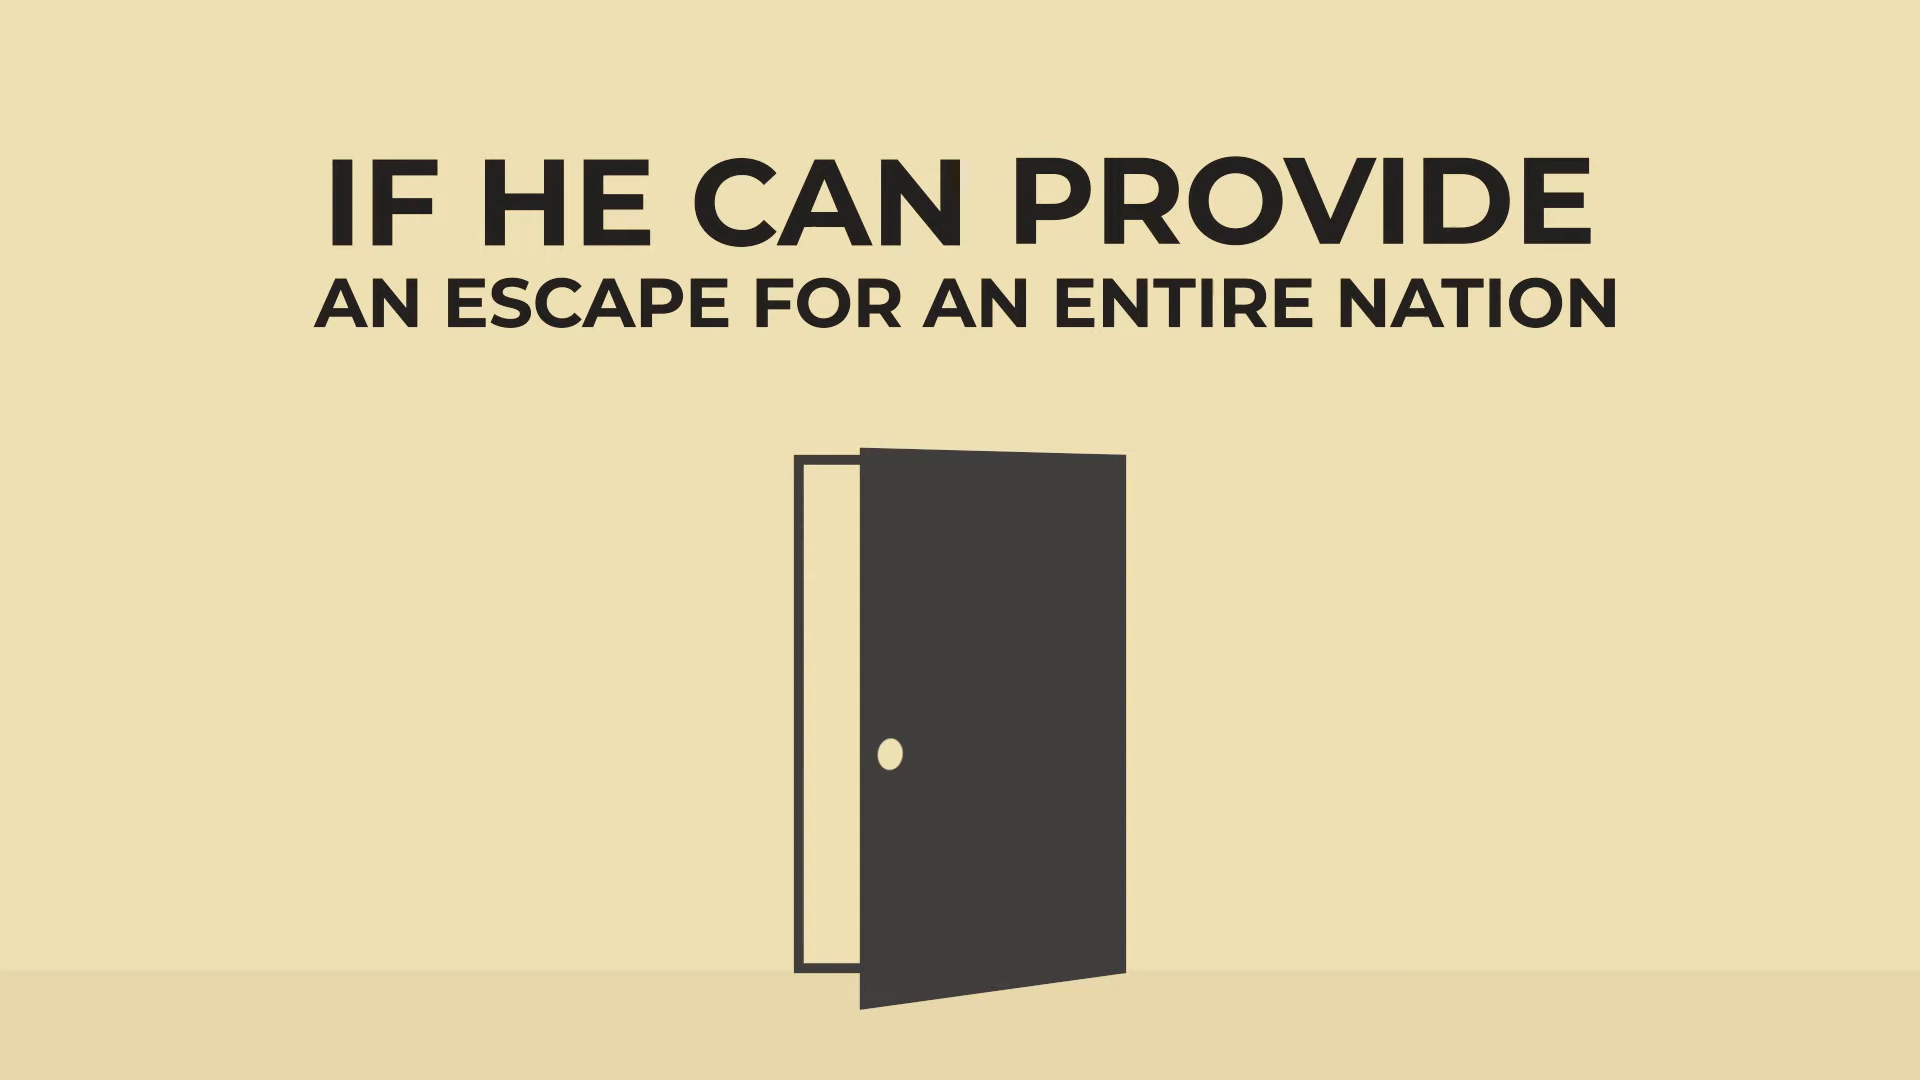 IF HE CAN PROVIDE
AN ESCAPE FOR AN ENTIRE NATION